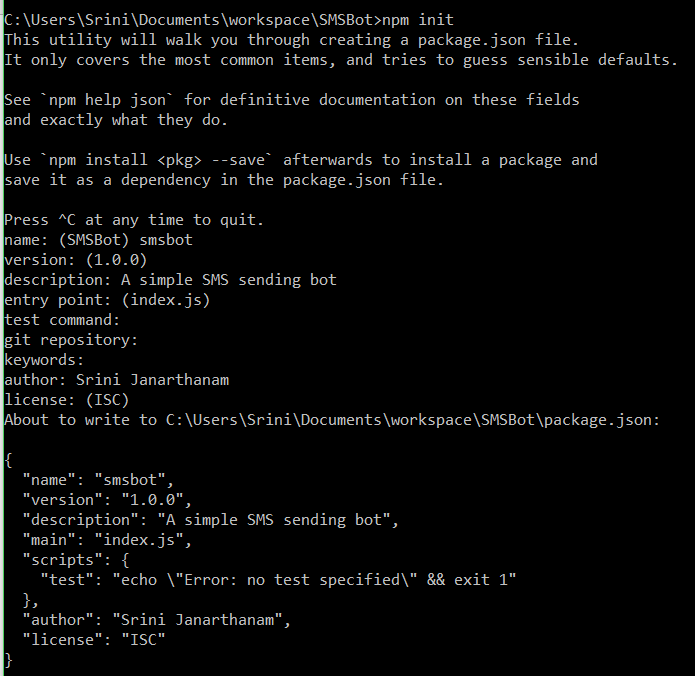 C:\Users\Srini\Documents\workspace\SMSBot>npm init
This utility will walk you through creating a package.json file.
It only covers the most common items, and tries to guess sensible defaults.

See `npm help json` for definitive documentation on these fields
and exactly what they do.

Use `npm install <pkg> --save` afterwards to install a package and
save it as a dependency in the package.json file.

Press ^C at any time to quit.
name: (SMSBot) smsbot
version: (1.0.0)
description: A simple SMS sending bot
entry point: (index.js)
test command:
git repository:
keywords:
author: Srini Janarthanam
license: (ISC)
About to write to C:\Users\Srini\Documents\workspace\SMSBot\package.json:

{
  "name": "smsbot",
  "version": "1.0.0",
  "description": "A simple SMS sending bot",
  "main": "index.js",
  "scripts": {
    "test": "echo \"Error: no test specified\" && exit 1"
  },
  "author": "Srini Janarthanam",
  "license": "ISC"
}